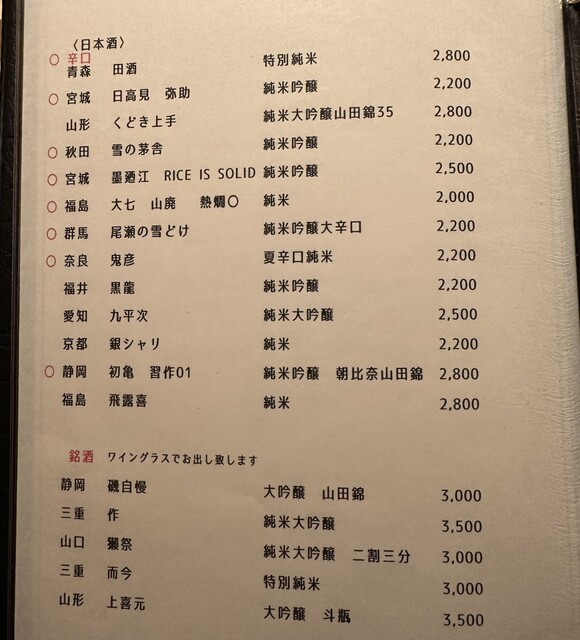 〈日本酒〉
○ 辛口
青森 田酒 特別純米 2,800
○ 宮城 日高見 弥助 純米吟醸 2,200
山形 くどき上手 純米大吟醸山田錦35 2,800
○ 秋田 雪の茅舎 純米吟醸 2,200
○ 宮城 墨廼江 RICE IS SOLID 純米吟醸 2,500
○ 福島 大七 山廃 熱燗○ 純米 2,000
○ 群馬 尾瀬の雪どけ 純米吟醸大辛口 2,200
○ 奈良 鬼彦 夏辛口純米 2,200
福井 黒龍 純米吟醸 2,200
愛知 九平次 純米大吟醸 2,500
京都 銀シャリ 純米 2,200
○ 静岡 初亀 習作01 純米吟醸 朝比奈山田錦 2,800
福島 飛露喜 純米 2,800
銘酒 ワイングラスでお出し致します
静岡 磯自慢 大吟醸 山田錦 3,000
三重 作 純米大吟醸 3,500
山口 獺祭 純米大吟醸 二割三分 3,000
三重 而今 特別純米 3,000
山形 上喜元 大吟醸 斗瓶 3,500